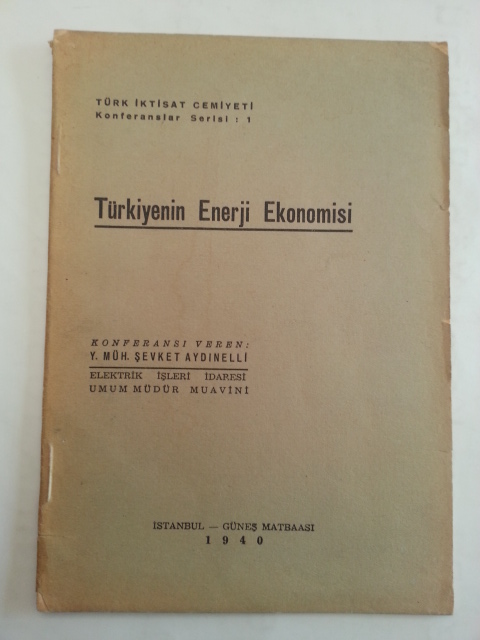 TÜRK İKTİSAT CEMİYETİ
Konferanslar Serisi : 1
Türkiyenin Enerji Ekonomisi
KONFERANSI VEREN:
Y. MÜH. ŞEVKET AYDINELLİ
ELEKTRİK İŞLERİ İDARESİ
UMUM MÜDÜR MUAVİNİ
İSTANBUL — GÜNEŞ MATBAASI
1940